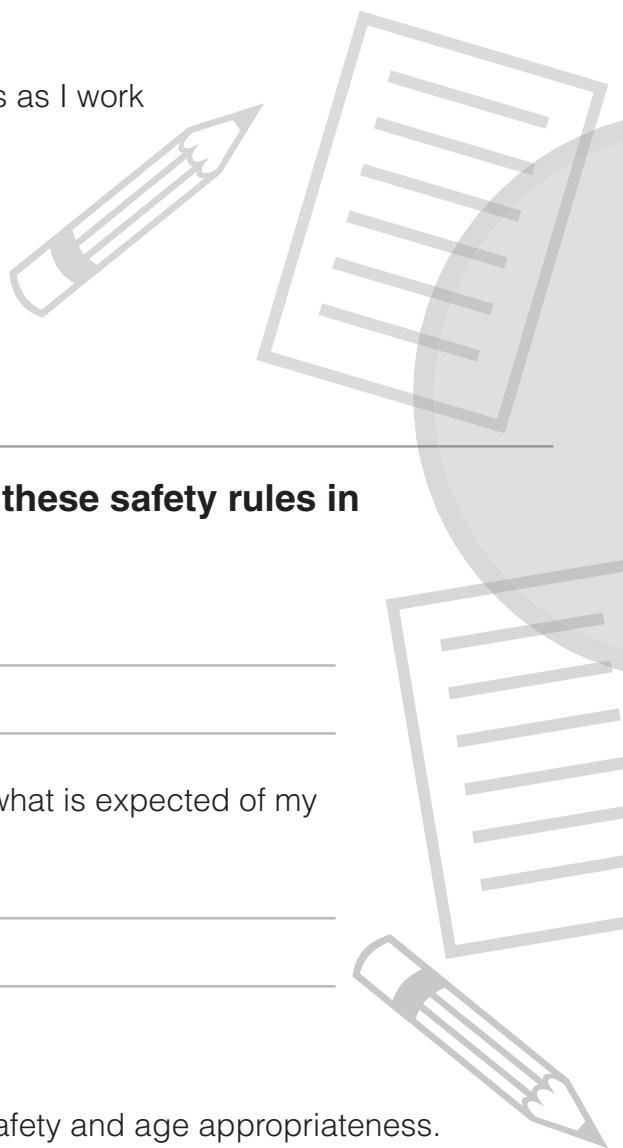 s as I work
these safety rules in
what is expected of my
afety and age appropriateness.